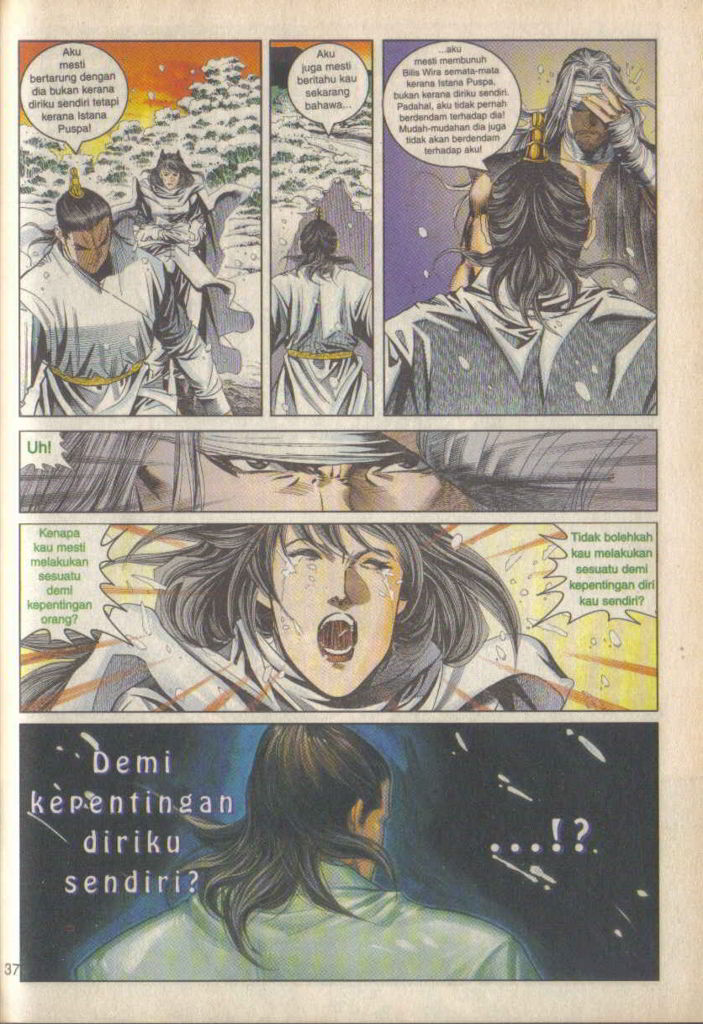 Aku
mesti
bertarung dengan
dia bukan kerana
diriku sendiri tetapi
kerana Istana
Puspa!
Aku
juga mesti
beritahu kau
sekarang
bahawa...
...aku
mesti membunuh
Bilis Wira semata-mata
kerana Istana Puspa,
bukan kerana diriku sendiri.
Padahal, aku tidak pernah
berdendam terhadap dia!
Mudah-mudahan dia juga
tidak akan berdendam
terhadap aku!
Uh!
Kenapa
kau mesti
melakukan
sesuatu
demi
kepentingan
orang?
Tidak bolehkah
kau melakukan
sesuatu demi
kepentingan diri
kau sendiri?
Demi
kepentingan
diriku
sendiri?
...!?
37